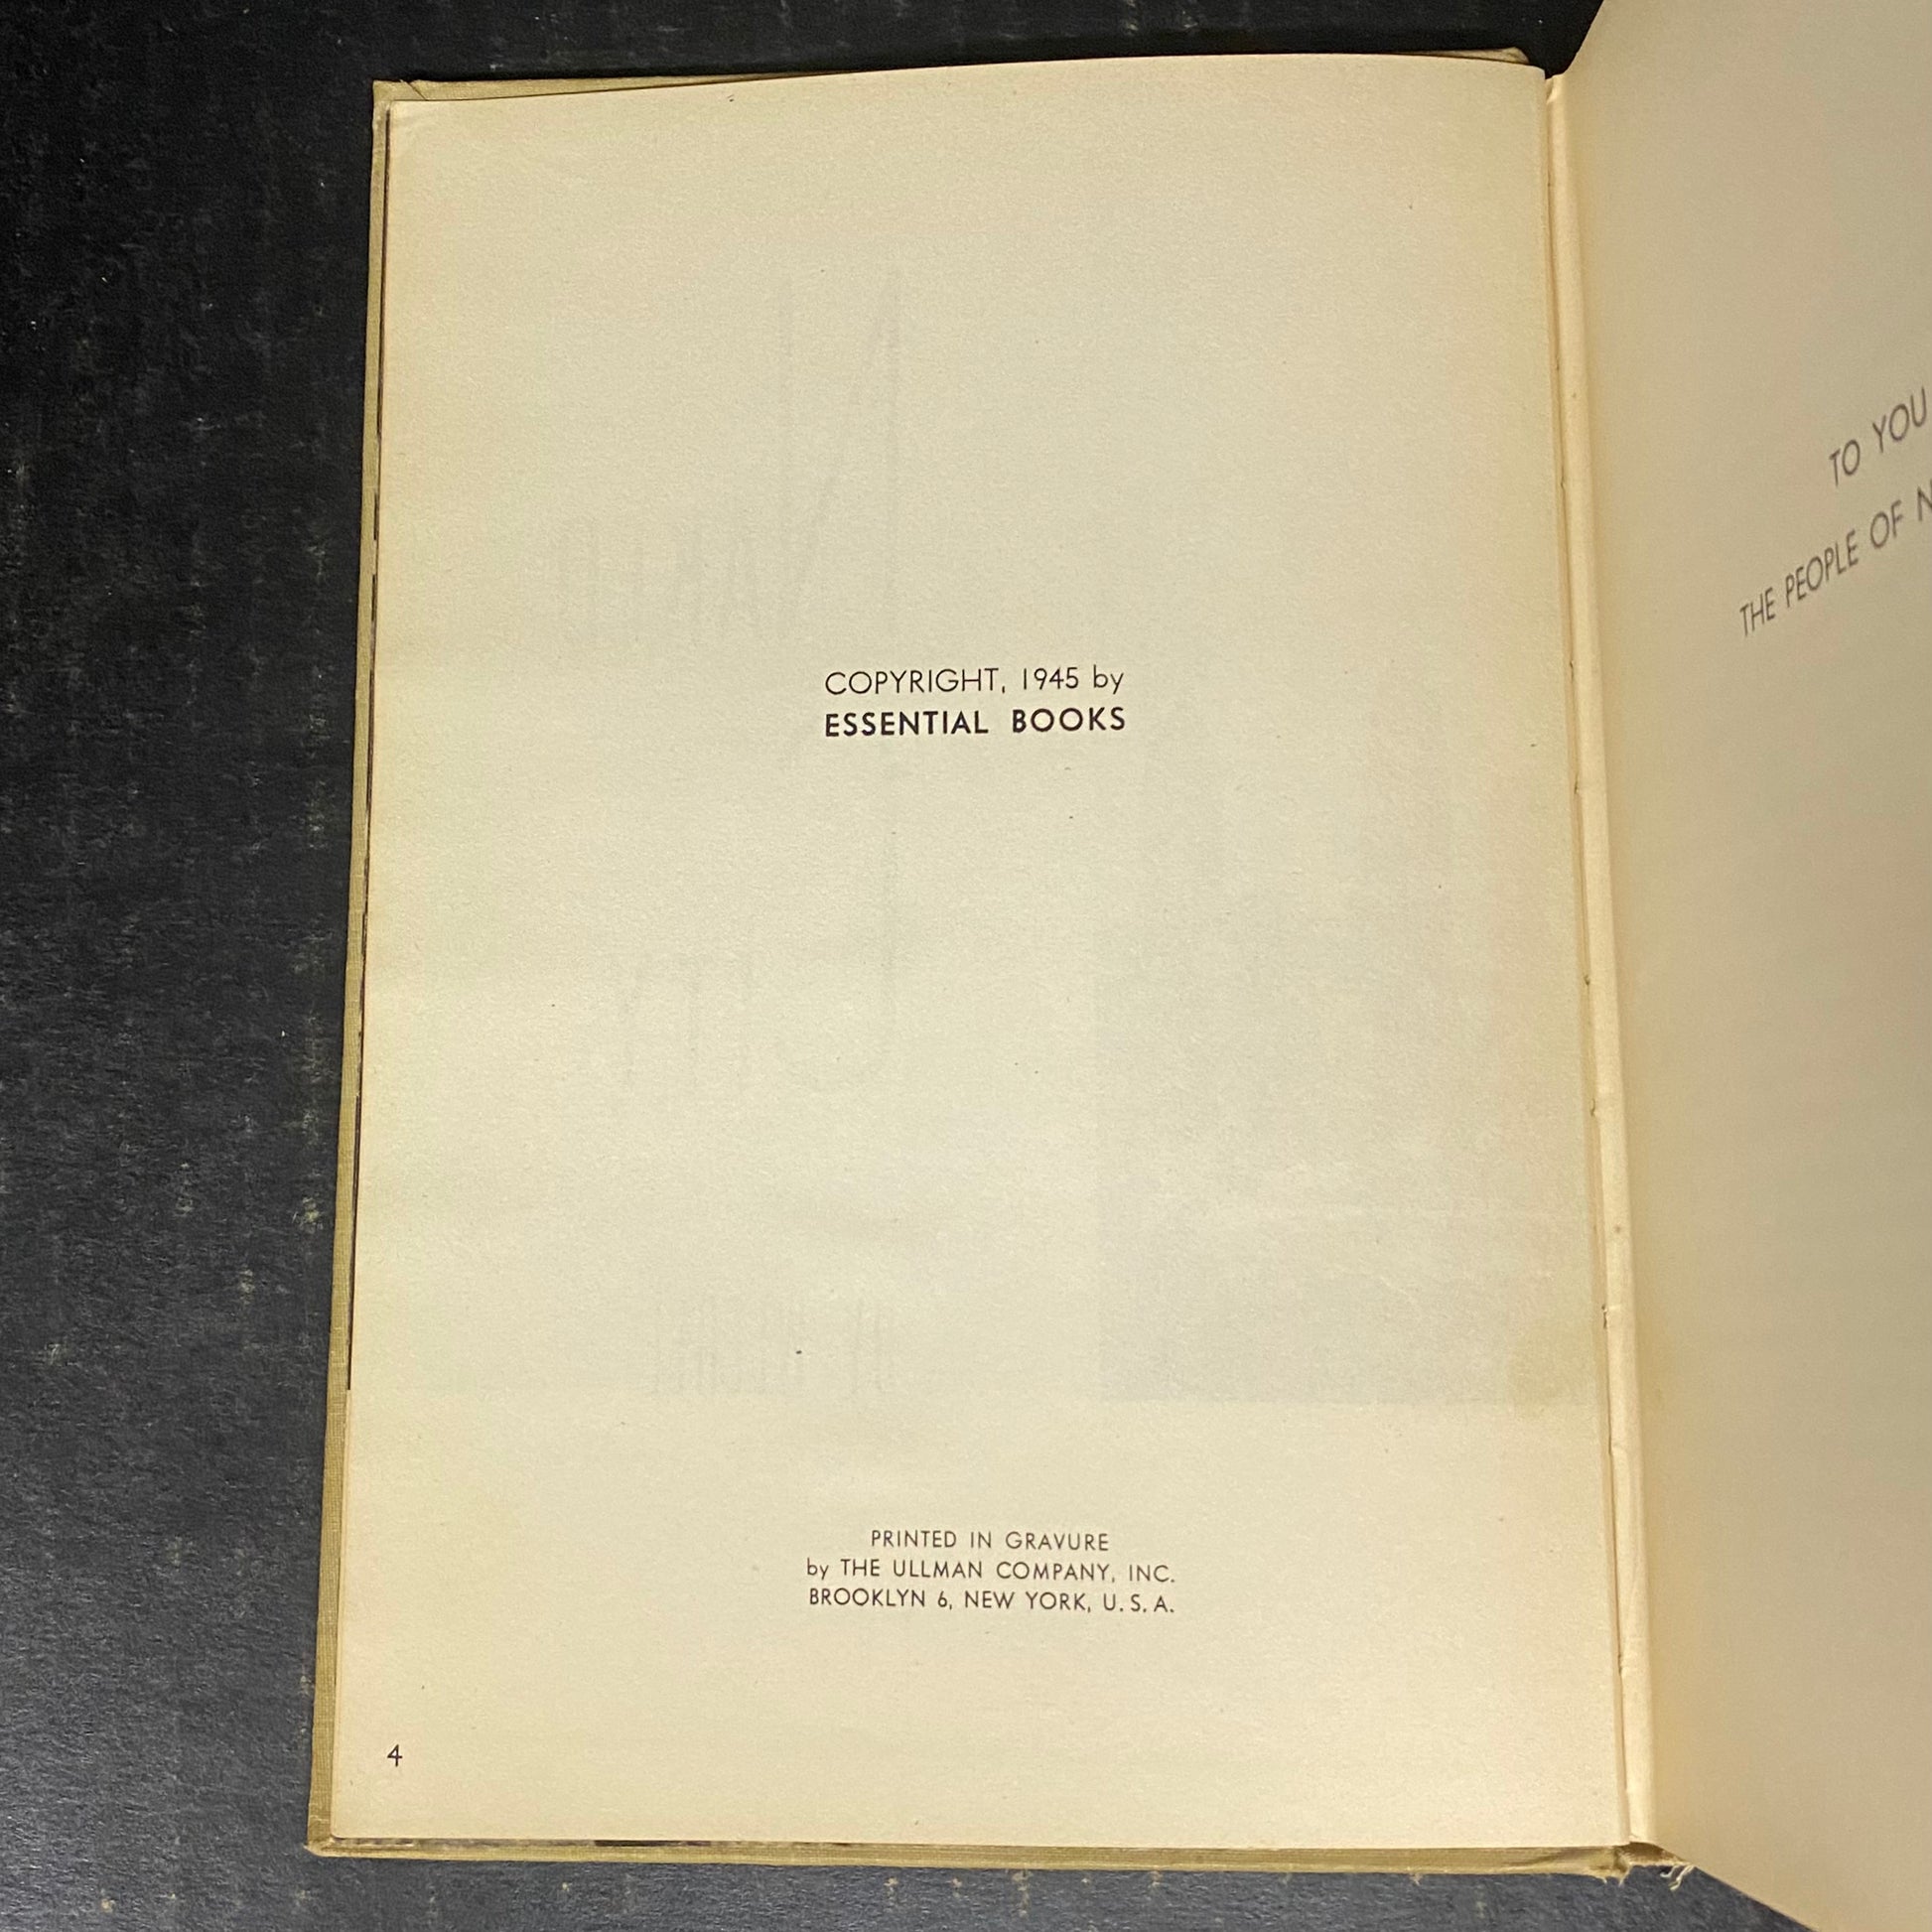 COPYRIGHT, 1945 by
ESSENTIAL BOOKS
PRINTED IN GRAVURE
by THE ULLMAN COMPANY, INC.
BROOKLYN 6, NEW YORK, U. S. A.
4
TO YOU
THE PEOPLE OF N